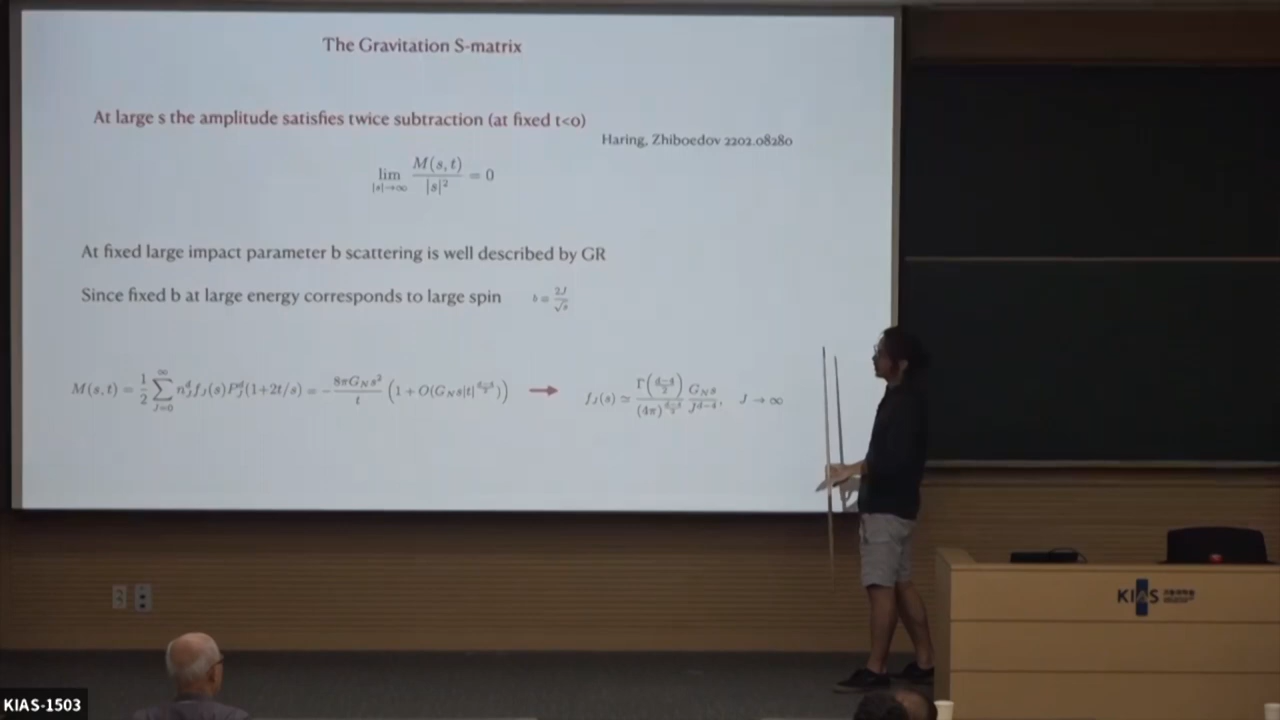 The Gravitation S-matrix
At large s the amplitude satisfies twice subtraction (at fixed t<0)
Haring, Zhiboedov 2202.08280
lim_{|s|→∞} M(s,t)/|s|^2 = 0
At fixed large impact parameter b scattering is well described by GR
Since fixed b at large energy corresponds to large spin b = 2J/√s
M(s,t) = 1/2 ∑_{J=0}^{∞} n_J^d f_J(s) P_J^d(1+2t/s) = - 8πG_N s^2/t (1 + O(G_N s|t|^{(d-4)/2})) → f_J(s) ≃ Γ((d-4)/2)/(4π)^{(d-4)/2} G_N s/J^{d-4}, J → ∞
KIAS
KIAS-1503